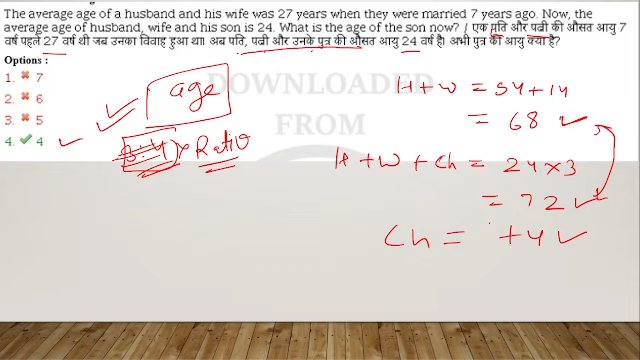 The average age of a husband and his wife was 27 years when they were married 7 years ago. Now, the
average age of husband, wife and his son is 24. What is the age of the son now? / एक पति और पत्नी की औसत आयु 7
वर्ष पहले 27 वर्ष थी जब उनका विवाह हुआ था। अब पति, पत्नी और उनके पुत्र की औसत आयु 24 वर्ष है। अभी पुत्र की आयु क्या है?
Options :
1. 7
2. 6
3. 5
4. 4
DOWNLOADED
FROM
age
3:4 × Ratio
H+W = 54+14
= 68
H+W+Ch = 24×3
= 72
Ch = +4